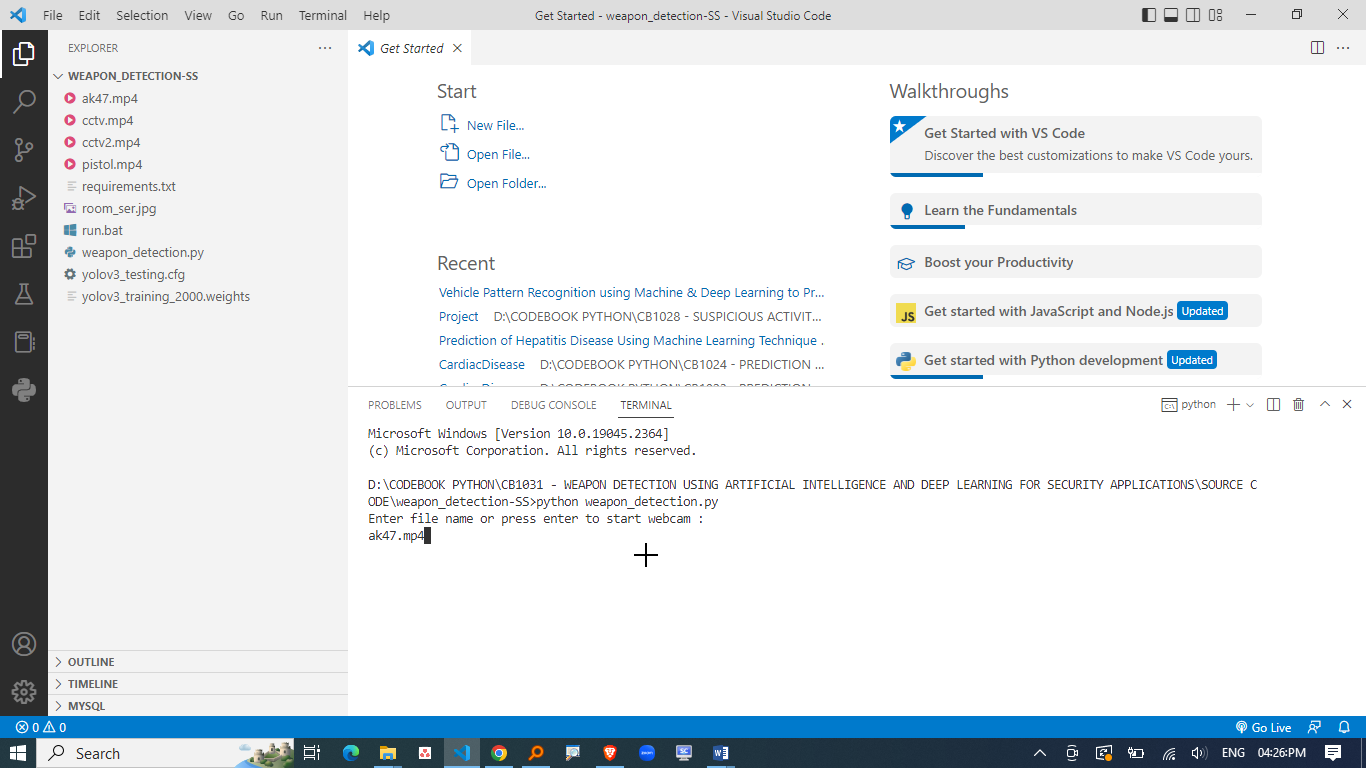 File Edit Selection View Go Run Terminal Help
Get Started - weapon_detection-SS - Visual Studio Code
EXPLORER
WEAPON_DETECTION-SS
ak47.mp4
cctv.mp4
cctv2.mp4
pistol.mp4
requirements.txt
room_ser.jpg
run.bat
weapon_detection.py
yolov3_testing.cfg
yolov3_training_2000.weights
OUTLINE
TIMELINE
MYSQL
Get Started
Start
New File...
Open File...
Open Folder...
Recent
Vehicle Pattern Recognition using Machine & Deep Learning to Pr...
Project D:\CODEBOOK PYTHON\CB1028 - SUSPICIOUS ACTIVIT...
Prediction of Hepatitis Disease Using Machine Learning Technique .
CardiacDisease D:\CODEBOOK PYTHON\CB1024 - PREDICTION ...
Walkthroughs
Get Started with VS Code
Discover the best customizations to make VS Code yours.
Learn the Fundamentals
Boost your Productivity
JS Get started with JavaScript and Node.js Updated
Get started with Python development Updated
PROBLEMS OUTPUT DEBUG CONSOLE TERMINAL
python
Microsoft Windows [Version 10.0.19045.2364]
(c) Microsoft Corporation. All rights reserved.
D:\CODEBOOK PYTHON\CB1031 - WEAPON DETECTION USING ARTIFICIAL INTELLIGENCE AND DEEP LEARNING FOR SECURITY APPLICATIONS\SOURCE C
ODE\weapon_detection-SS>python weapon_detection.py
Enter file name or press enter to start webcam :
ak47.mp4
0 0
Go Live
Search
ENG 04:26PM